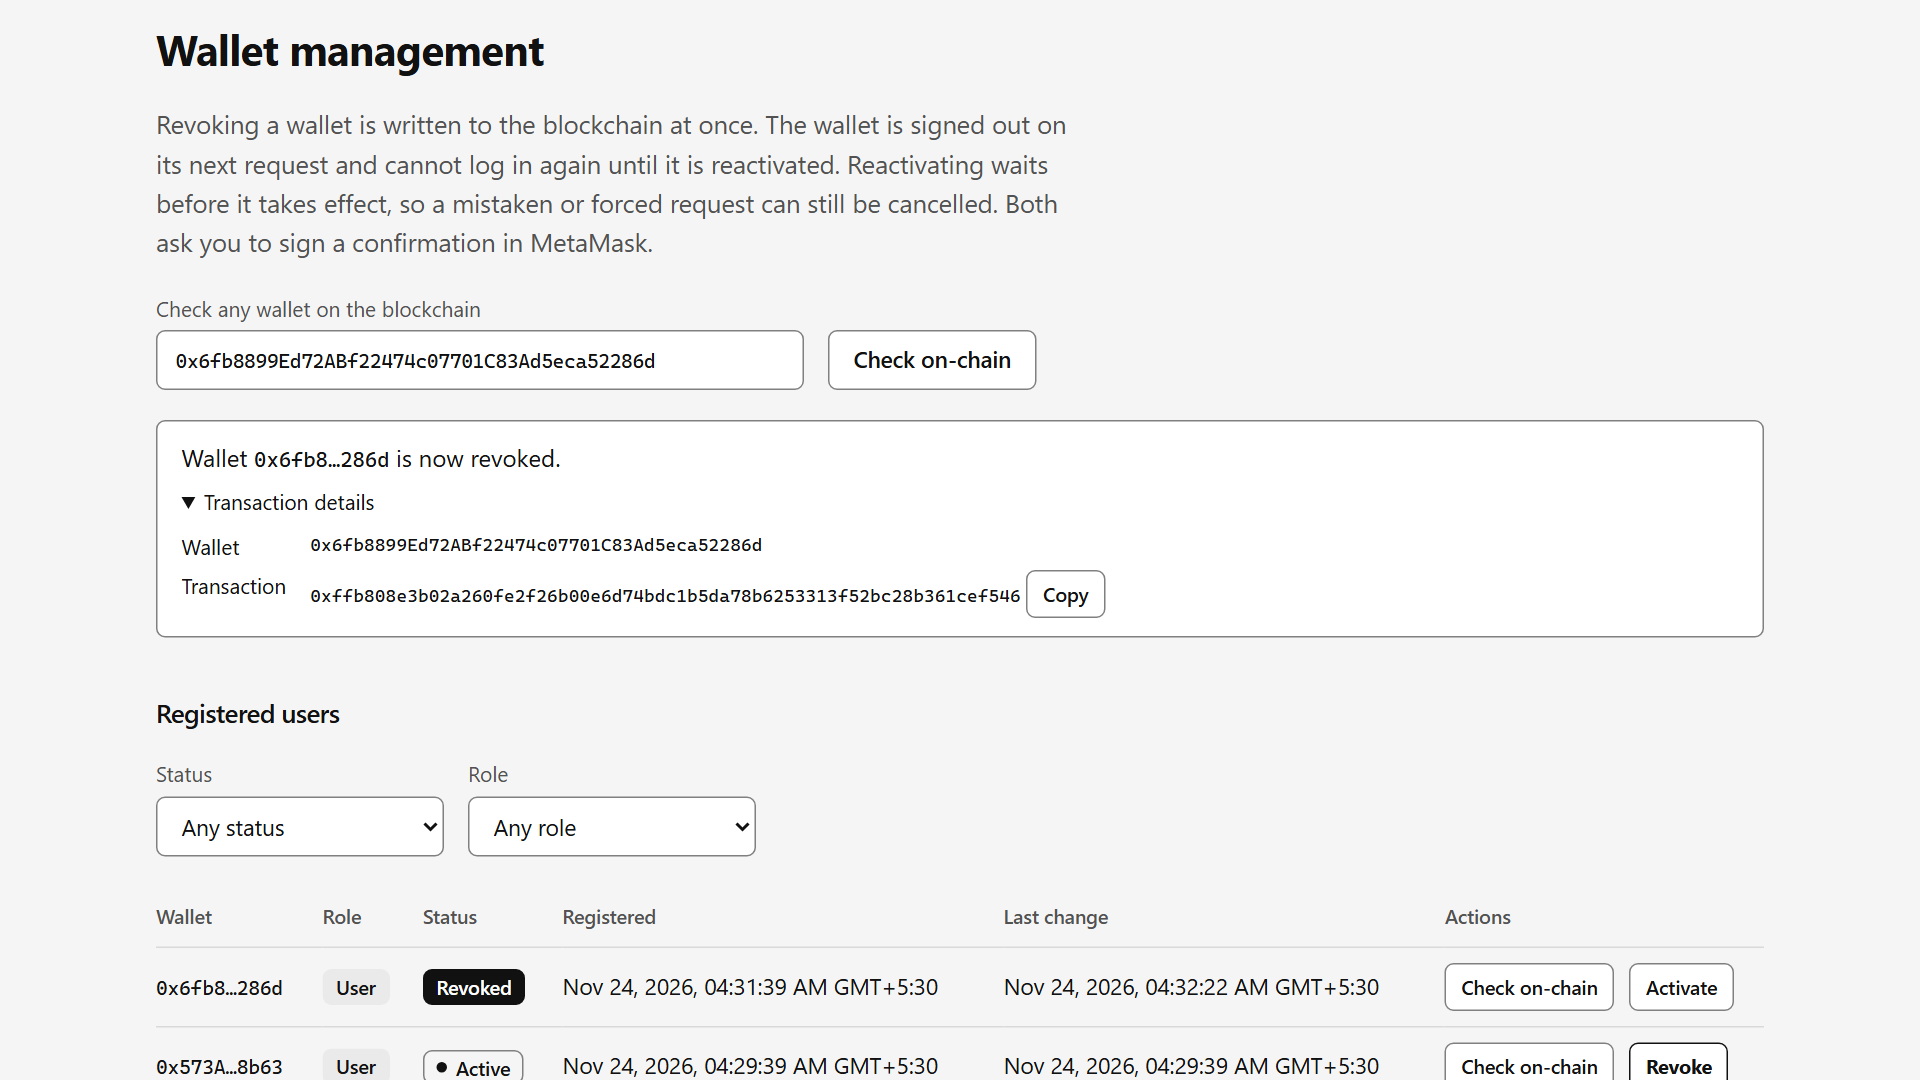 Wallet management
Revoking a wallet is written to the blockchain at once. The wallet is signed out on
its next request and cannot log in again until it is reactivated. Reactivating waits
before it takes effect, so a mistaken or forced request can still be cancelled. Both
ask you to sign a confirmation in MetaMask.
Check any wallet on the blockchain
0x6fb8899Ed72ABf22474c07701C83Ad5eca52286d Check on-chain
Wallet 0x6fb8…286d is now revoked.
▼ Transaction details
Wallet 0x6fb8899Ed72ABf22474c07701C83Ad5eca52286d
Transaction 0xffb808e3b02a260fe2f26b00e6d74bdc1b5da78b6253313f52bc28b361cef546 Copy
Registered users
Status Role
Any status Any role
Wallet Role Status Registered Last change Actions
0x6fb8…286d User Revoked Nov 24, 2026, 04:31:39 AM GMT+5:30 Nov 24, 2026, 04:32:22 AM GMT+5:30 Check on-chain Activate
0x573A…8b63 User Active Nov 24, 2026, 04:29:39 AM GMT+5:30 Nov 24, 2026, 04:29:39 AM GMT+5:30 Check on-chain Revoke